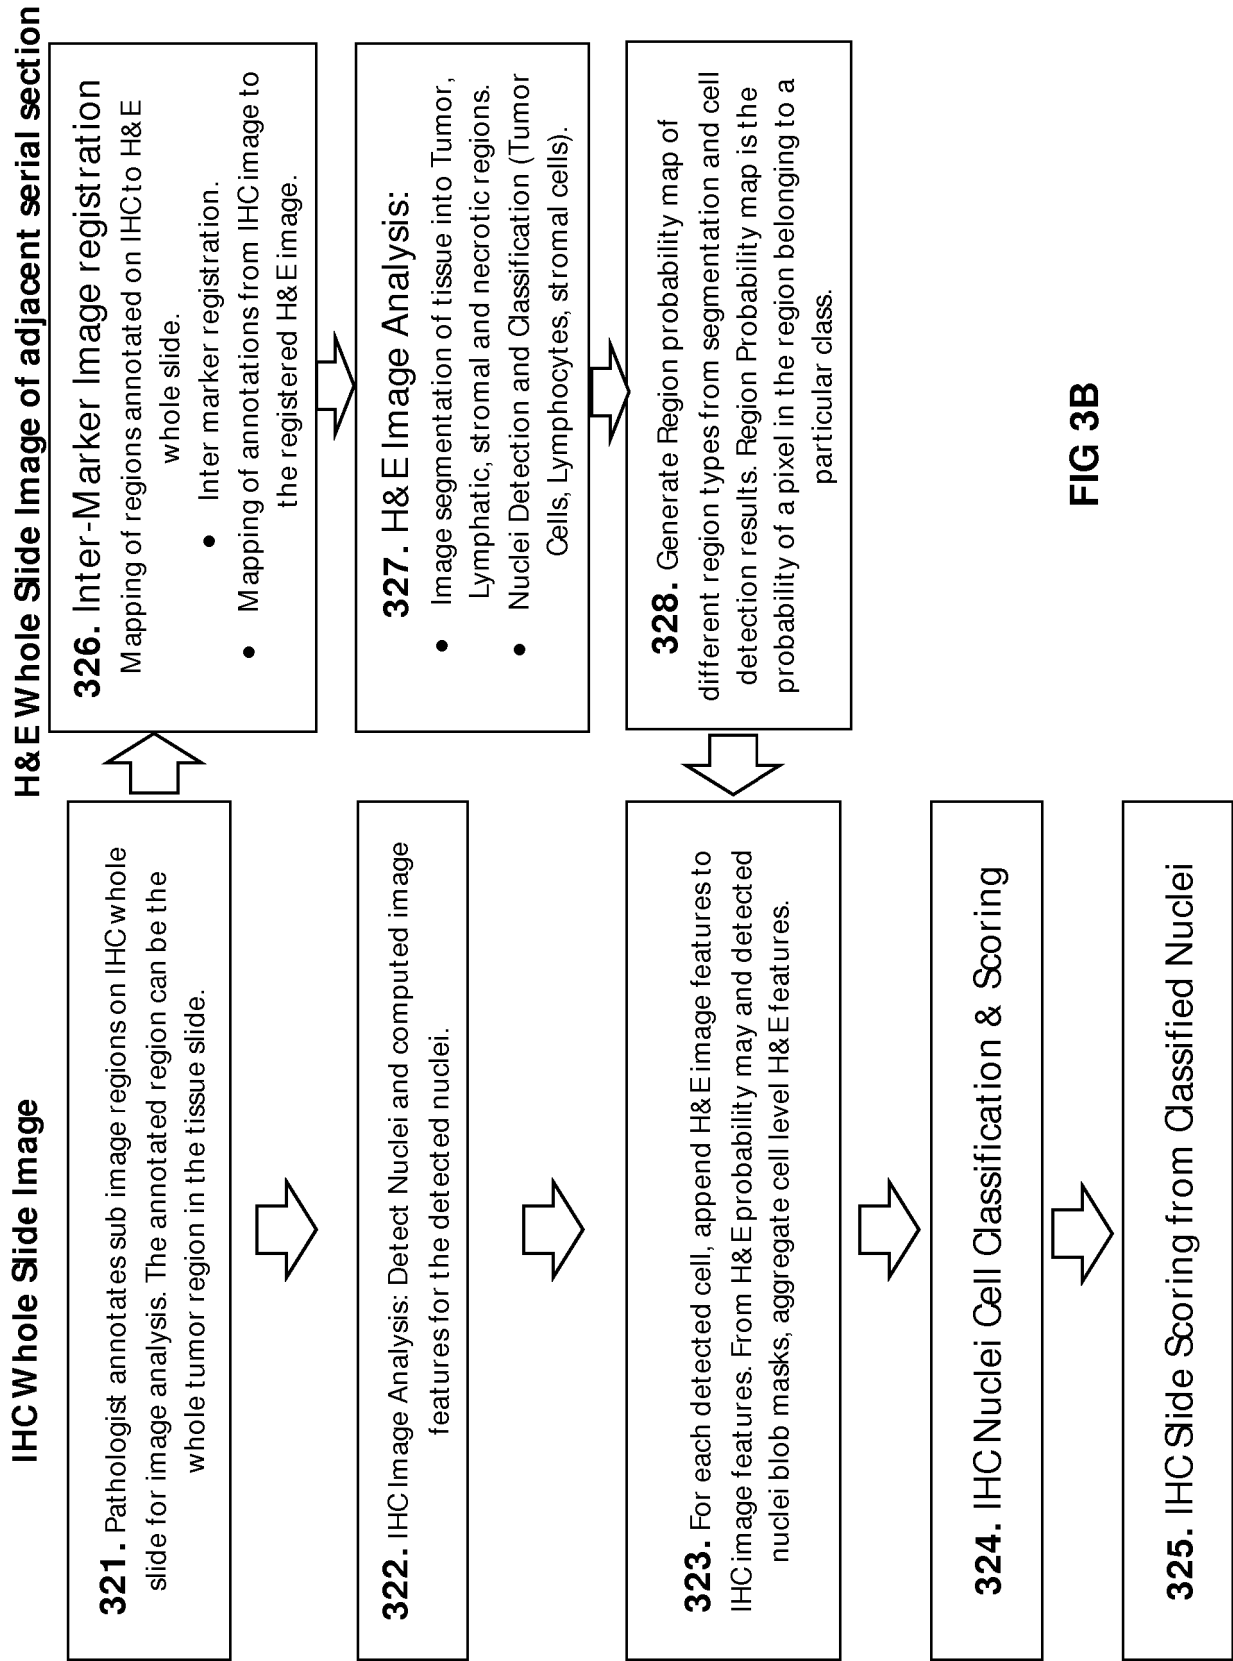 IHC Whole Slide Image
321. Pathologist annotates sub image regions on IHC whole
slide for image analysis. The annotated region can be the
whole tumor region in the tissue slide.
322. IHC Image Analysis: Detect Nuclei and computed image
features for the detected nuclei.
323. For each detected cell, append H&E image features to
IHC image features. From H&E probability may and detected
nuclei blob masks, aggregate cell level H&E features.
324. IHC Nuclei Cell Classification & Scoring
325. IHC Slide Scoring from Classified Nuclei
H&E Whole Slide Image of adjacent serial section
326. Inter-Marker Image registration
Mapping of regions annotated on IHC to H&E
whole slide.
• Inter marker registration.
• Mapping of annotations from IHC image to
the registered H&E image.
327. H&E Image Analysis:
• Image segmentation of tissue into Tumor,
Lymphatic, stromal and necrotic regions.
• Nuclei Detection and Classification (Tumor
Cells, Lymphocytes, stromal cells).
328. Generate Region probability map of
different region types from segmentation and cell
detection results. Region Probability map is the
probability of a pixel in the region belonging to a
particular class.
FIG 3B